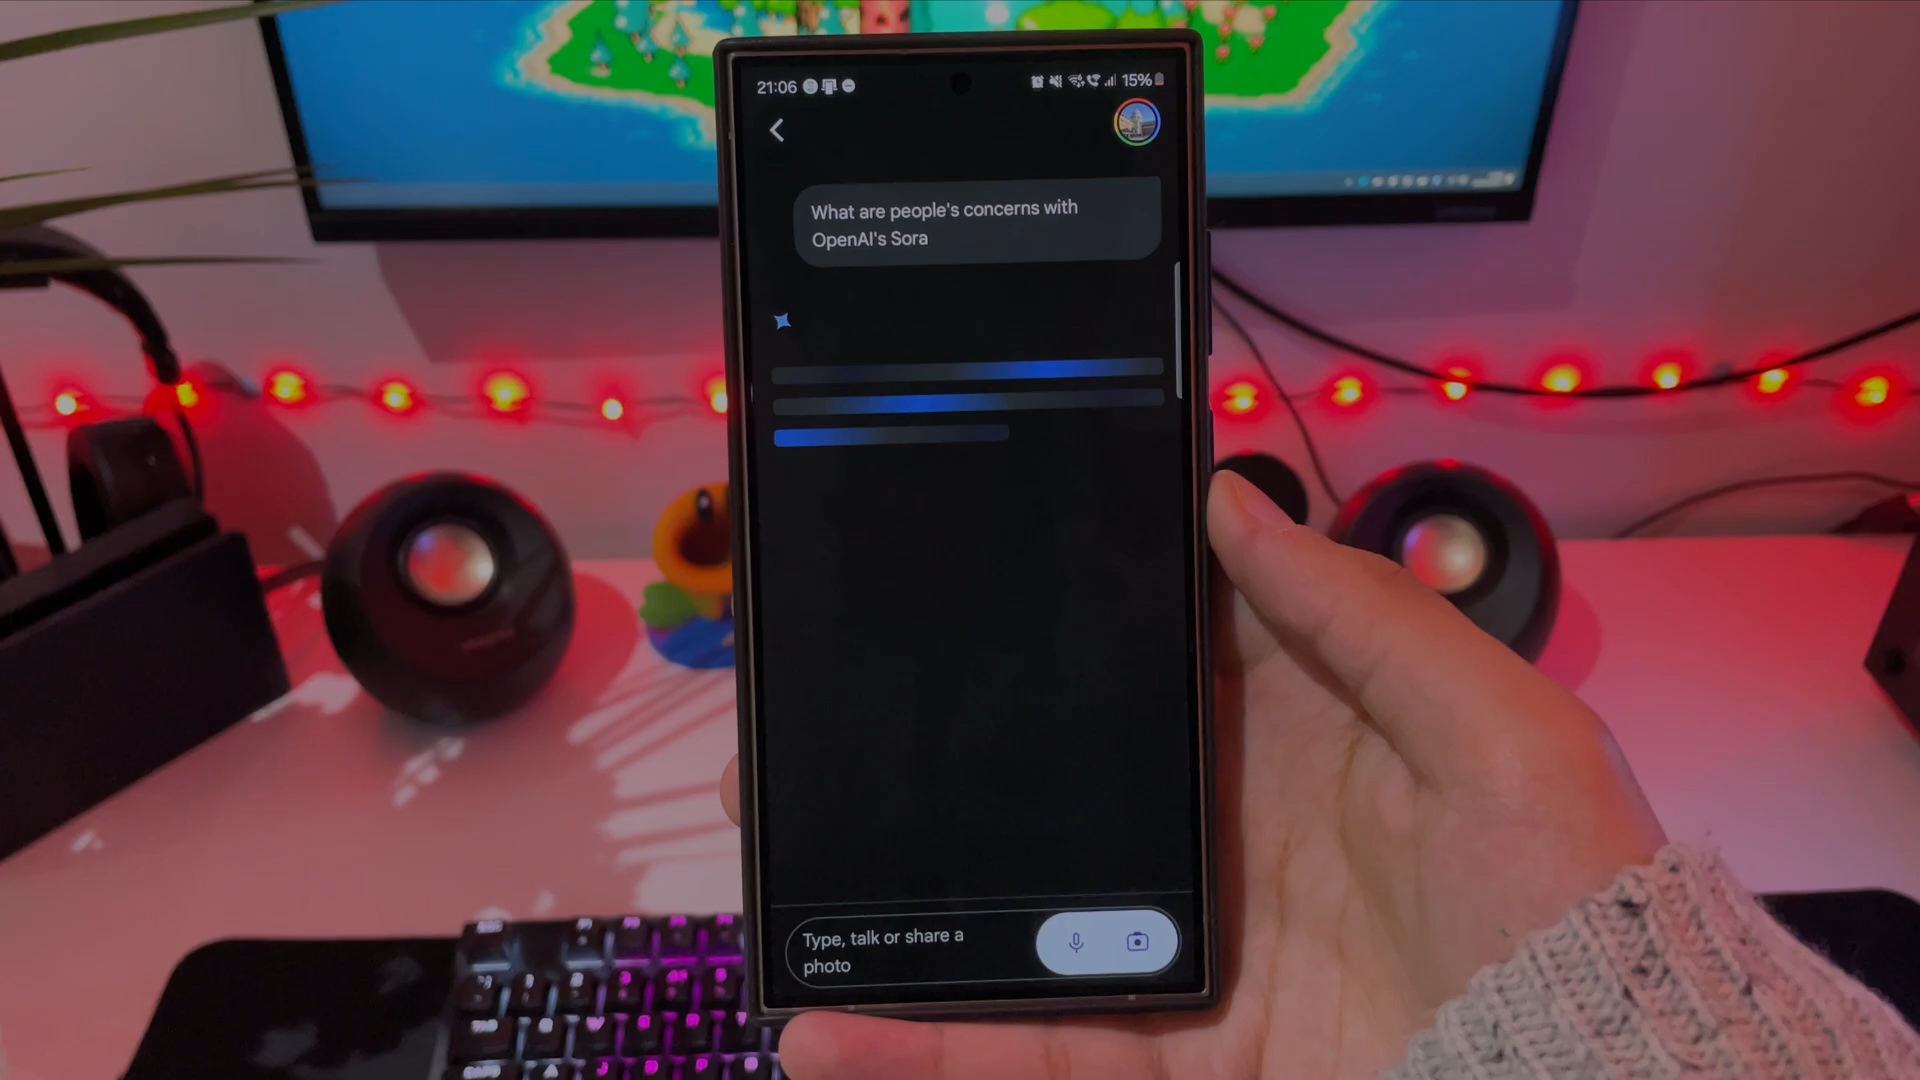 21:06
15%
What are people's concerns with
OpenAI's Sora
Type, talk or share a
photo